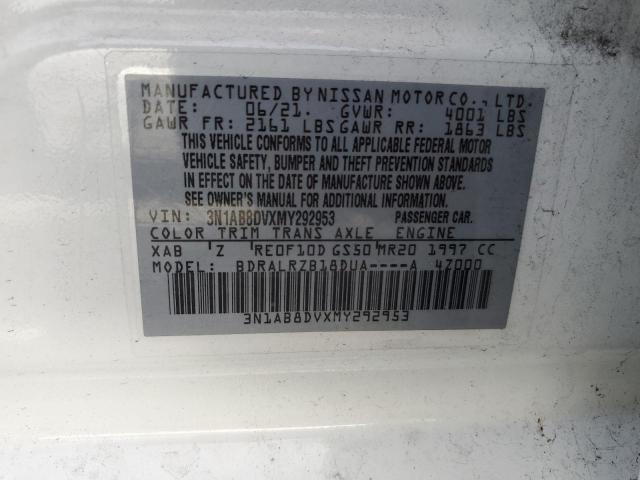 MANUFACTURED BY NISSAN MOTOR CO., LTD.
DATE: 06/21. GVWR: 4001 LBS
GAWR FR: 2161 LBS GAWR RR: 1863 LBS
THIS VEHICLE CONFORMS TO ALL APPLICABLE FEDERAL MOTOR
VEHICLE SAFETY, BUMPER AND THEFT PREVENTION STANDARDS
IN EFFECT ON THE DATE OF MANUFACTURE SHOWN ABOVE.
SEE OWNER'S MANUAL FOR ADDITIONAL INFORMATION
VIN: 3N1AB8DVXMY292953 PASSENGER CAR.
COLOR TRIM TRANS AXLE ENGINE
XAB Z RE0F10D GS50 MR20 1997 CC
MODEL: BDRALRZB18DUA----A 4Z000
3N1AB8DVXMY292953